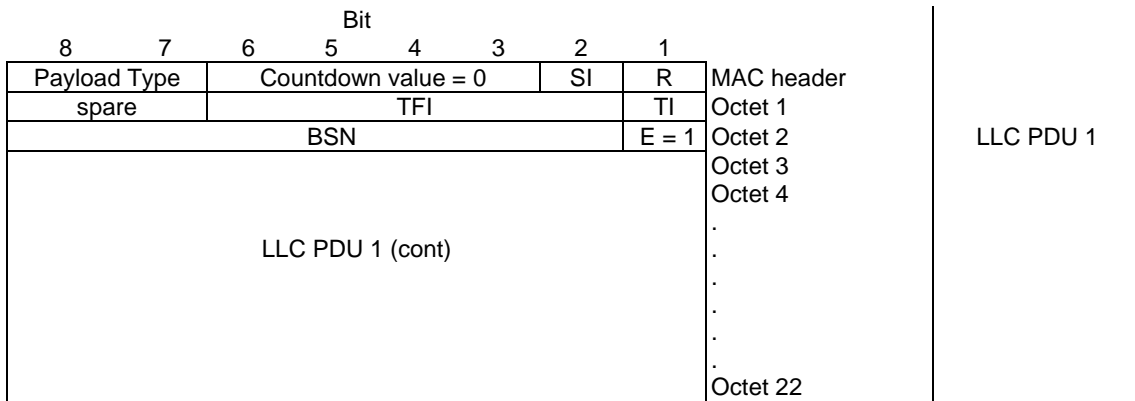 Bit
8 7 6 5 4 3 2 1
Payload Type Countdown value = 0 SI R MAC header
spare TFI TI Octet 1
BSN E = 1 Octet 2 LLC PDU 1
Octet 3
Octet 4
.
LLC PDU 1 (cont) .
.
.
.
.
Octet 22